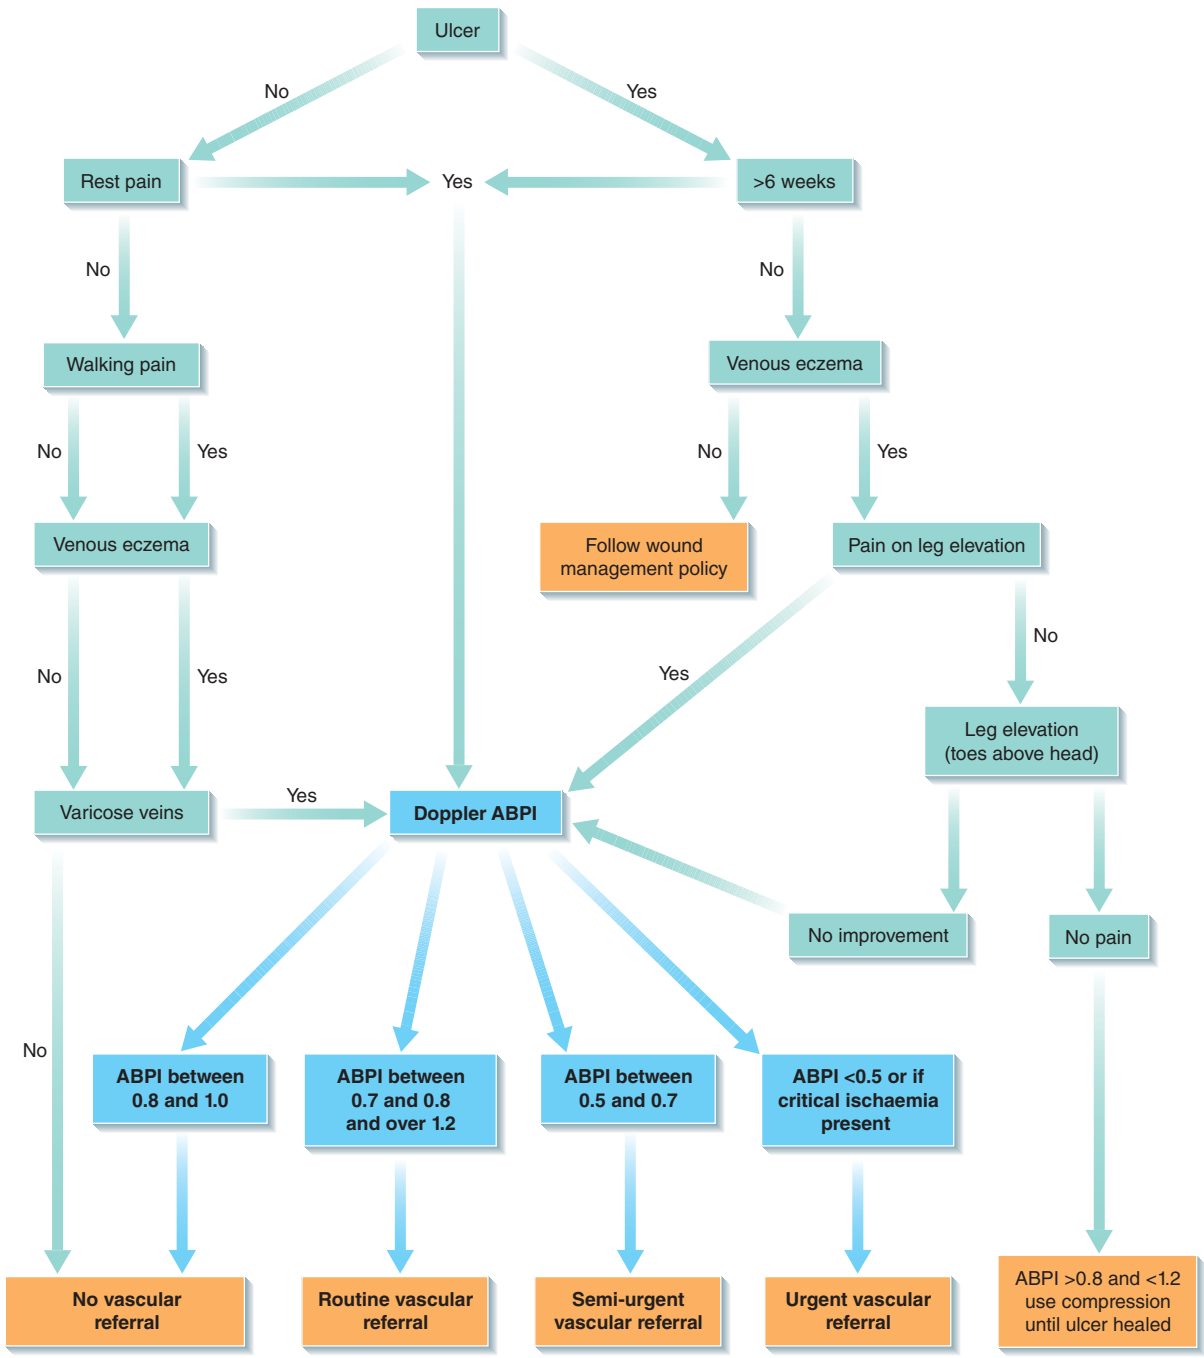 Ulcer
No
Yes
Rest pain
Yes
>6 weeks
No
No
Walking pain
Venous eczema
No
Yes
No
Yes
Venous eczema
Follow wound
management policy
Pain on leg elevation
No
Yes
Yes
No
Leg elevation
(toes above head)
Varicose veins
Yes
Doppler ABPI
No improvement
No pain
No
ABPI between
0.8 and 1.0
ABPI between
0.7 and 0.8
and over 1.2
ABPI between
0.5 and 0.7
ABPI <0.5 or if
critical ischaemia
present
No vascular
referral
Routine vascular
referral
Semi-urgent
vascular referral
Urgent vascular
referral
ABPI >0.8 and <1.2
use compression
until ulcer healed